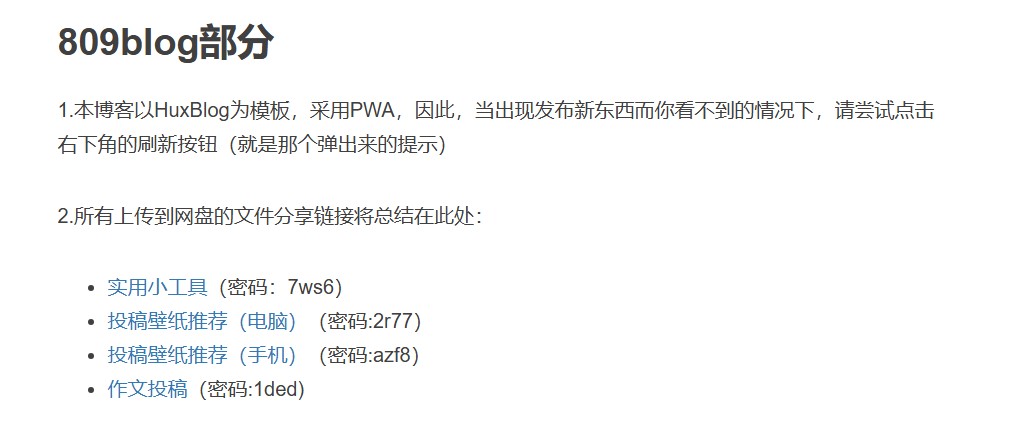 809blog部分
1.本博客以HuxBlog为模板，采用PWA，因此，当出现发布新东西而你看不到的情况下，请尝试点击
右下角的刷新按钮（就是那个弹出来的提示）
2.所有上传到网盘的文件分享链接将总结在此处：
实用小工具（密码：7ws6）
投稿壁纸推荐（电脑）（密码:2r77）
投稿壁纸推荐（手机）（密码:azf8）
作文投稿（密码:1ded）